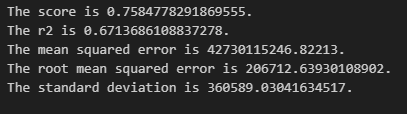 The score is 0.7584778291869555.
The r2 is 0.6713686108837278.
The mean squared error is 42730115246.82213.
The root mean squared error is 206712.63930108902.
The standard deviation is 360589.03041634517.